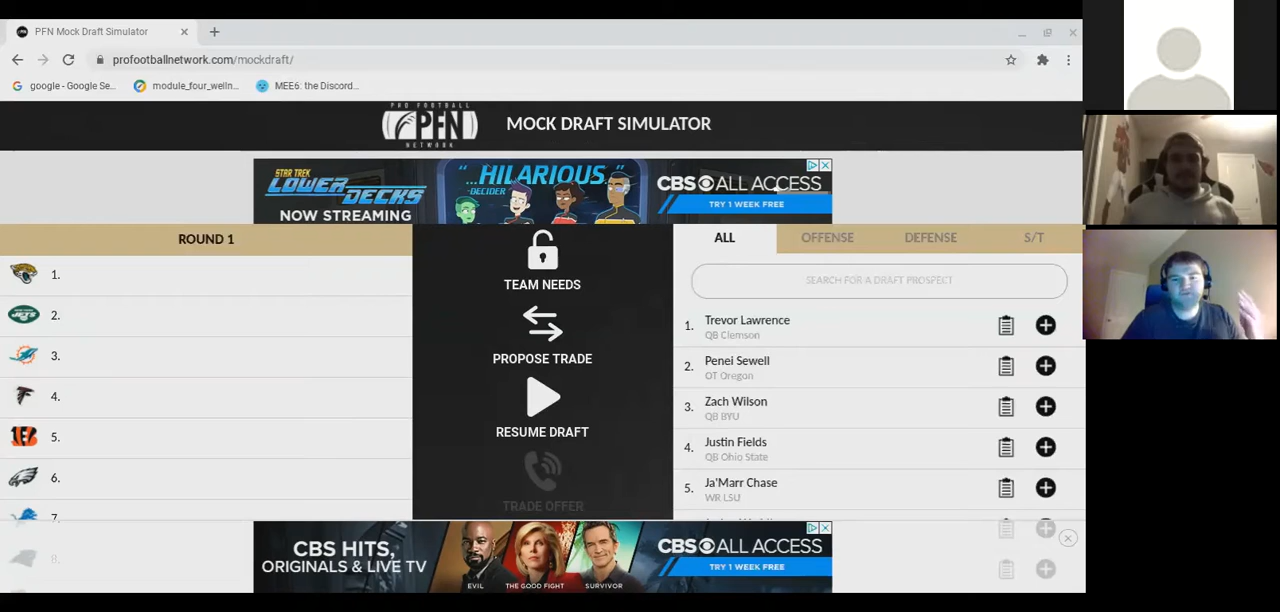 PFN Mock Draft Simulator
profootballnetwork.com/mockdraft/
google - Google Se...
module_four_welln...
MEE6: the Discord...
PRO FOOTBALL
PFN
NETWORK
MOCK DRAFT SIMULATOR
STAR TREK
LOWER DECKS
NOW STREAMING
"...HILARIOUS."
-DECIDER
CBS ALL ACCESS
TRY 1 WEEK FREE
ROUND 1
1.
JETS
2.
3.
4.
5.
6.
7.
8.
TEAM NEEDS
PROPOSE TRADE
RESUME DRAFT
TRADE OFFER
ALL
OFFENSE
DEFENSE
S/T
SEARCH FOR A DRAFT PROSPECT
1.
Trevor Lawrence
QB Clemson
2.
Penei Sewell
OT Oregon
3.
Zach Wilson
QB BYU
4.
Justin Fields
QB Ohio State
5.
Ja'Marr Chase
WR LSU
CBS HITS,
ORIGINALS & LIVE TV
EVIL
THE GOOD FIGHT
SURVIVOR
CBS ALL ACCESS
TRY 1 WEEK FREE